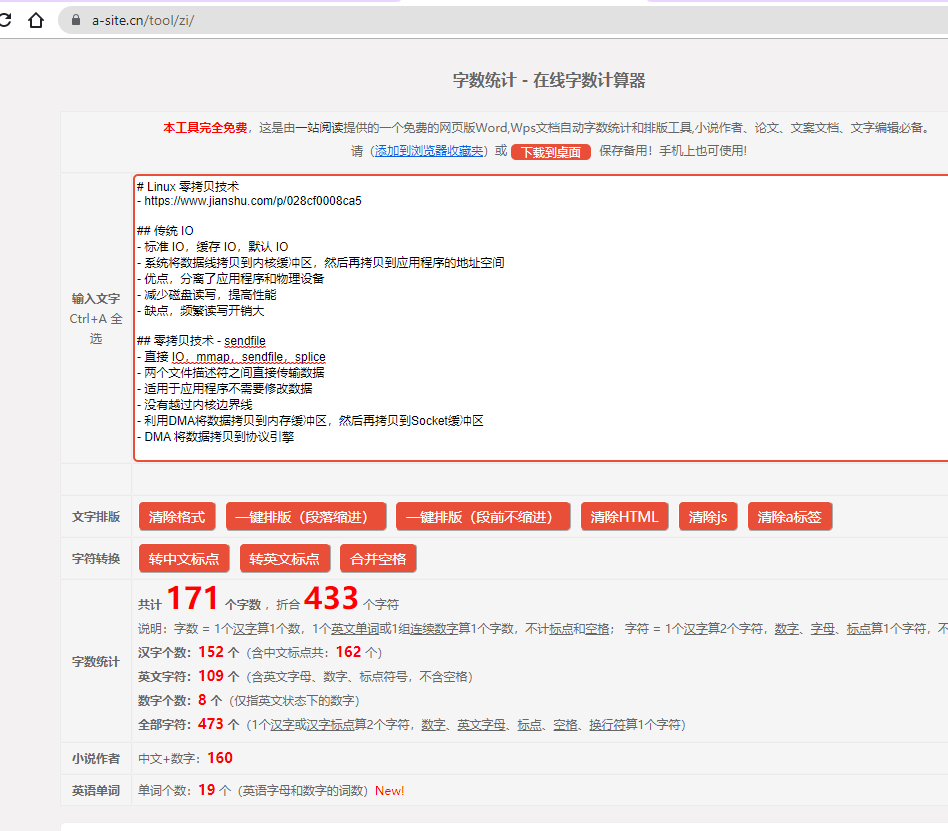 a-site.cn/tool/zi/
字数统计 - 在线字数计算器
本工具完全免费，这是由一站阅读提供的一个免费的网页版Word,Wps文档自动字数统计和排版工具,小说作者、论文、文案文档、文字编辑必备。
请（添加到浏览器收藏夹）或 下载到桌面 保存备用！手机上也可使用!
输入文字
Ctrl+A 全
选
# Linux 零拷贝技术
- https://www.jianshu.com/p/028cf0008ca5
## 传统 IO
- 标准 IO，缓存 IO，默认 IO
- 系统将数据线拷贝到内核缓冲区，然后再拷贝到应用程序的地址空间
- 优点，分离了应用程序和物理设备
- 减少磁盘读写，提高性能
- 缺点，频繁读写开销大
## 零拷贝技术 - sendfile
- 直接 IO，mmap，sendfile，splice
- 两个文件描述符之间直接传输数据
- 适用于应用程序不需要修改数据
- 没有越过内核边界线
- 利用DMA将数据拷贝到内存缓冲区，然后再拷贝到Socket缓冲区
- DMA 将数据拷贝到协议引擎
文字排版 清除格式 一键排版（段落缩进） 一键排版（段前不缩进） 清除HTML 清除js 清除a标签
字符转换 转中文标点 转英文标点 合并空格
字数统计
共计 171 个字数 ，折合 433 个字符
说明：字数 = 1个汉字算1个数，1个英文单词或1组连续数字算1个字数，不计标点和空格； 字符 = 1个汉字算2个字符，数字、字母、标点算1个字符，不
汉字个数：152 个（含中文标点共：162 个）
英文字符：109 个（含英文字母、数字、标点符号，不含空格）
数字个数：8 个（仅指英文状态下的数字）
全部字符：473 个（1个汉字或汉字标点算2个字符，数字、英文字母、标点、空格、换行符算1个字符）
小说作者 中文+数字：160
英语单词 单词个数：19 个（英语字母和数字的词数）New!